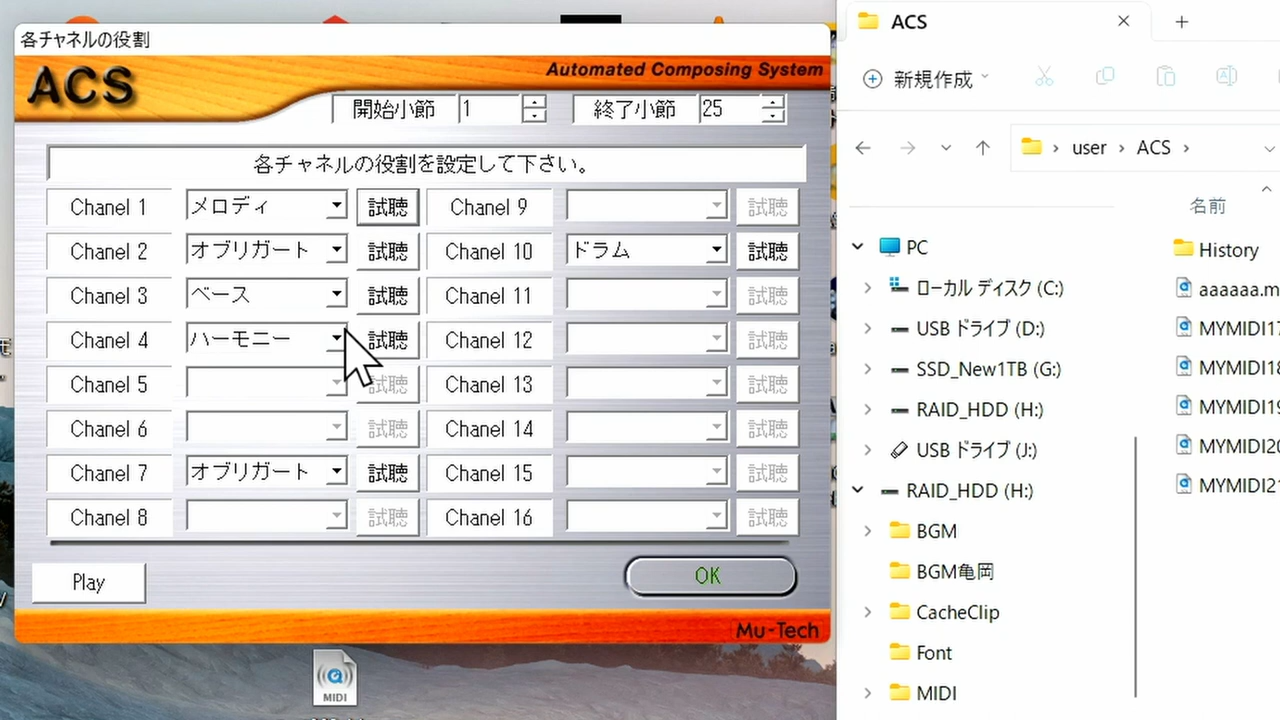 各チャネルの役割
ACS
Automated Composing System
開始小節 1 終了小節 25
各チャネルの役割を設定して下さい。
Chanel 1 メロディ 試聴 Chanel 9 試聴
Chanel 2 オブリガート 試聴 Chanel 10 ドラム 試聴
Chanel 3 ベース 試聴 Chanel 11 試聴
Chanel 4 ハーモニー 試聴 Chanel 12 試聴
Chanel 5 試聴 Chanel 13 試聴
Chanel 6 試聴 Chanel 14 試聴
Chanel 7 オブリガート 試聴 Chanel 15 試聴
Chanel 8 試聴 Chanel 16 試聴
Play
OK
Mu-Tech
MIDI
ACS
新規作成
user › ACS ›
PC
ローカル ディスク (C:)
USB ドライブ (D:)
SSD_New1TB (G:)
RAID_HDD (H:)
USB ドライブ (J:)
RAID_HDD (H:)
BGM
BGM亀岡
CacheClip
Font
MIDI
名前
History
aaaaaa.m
MYMIDI17
MYMIDI18
MYMIDI19
MYMIDI20
MYMIDI21